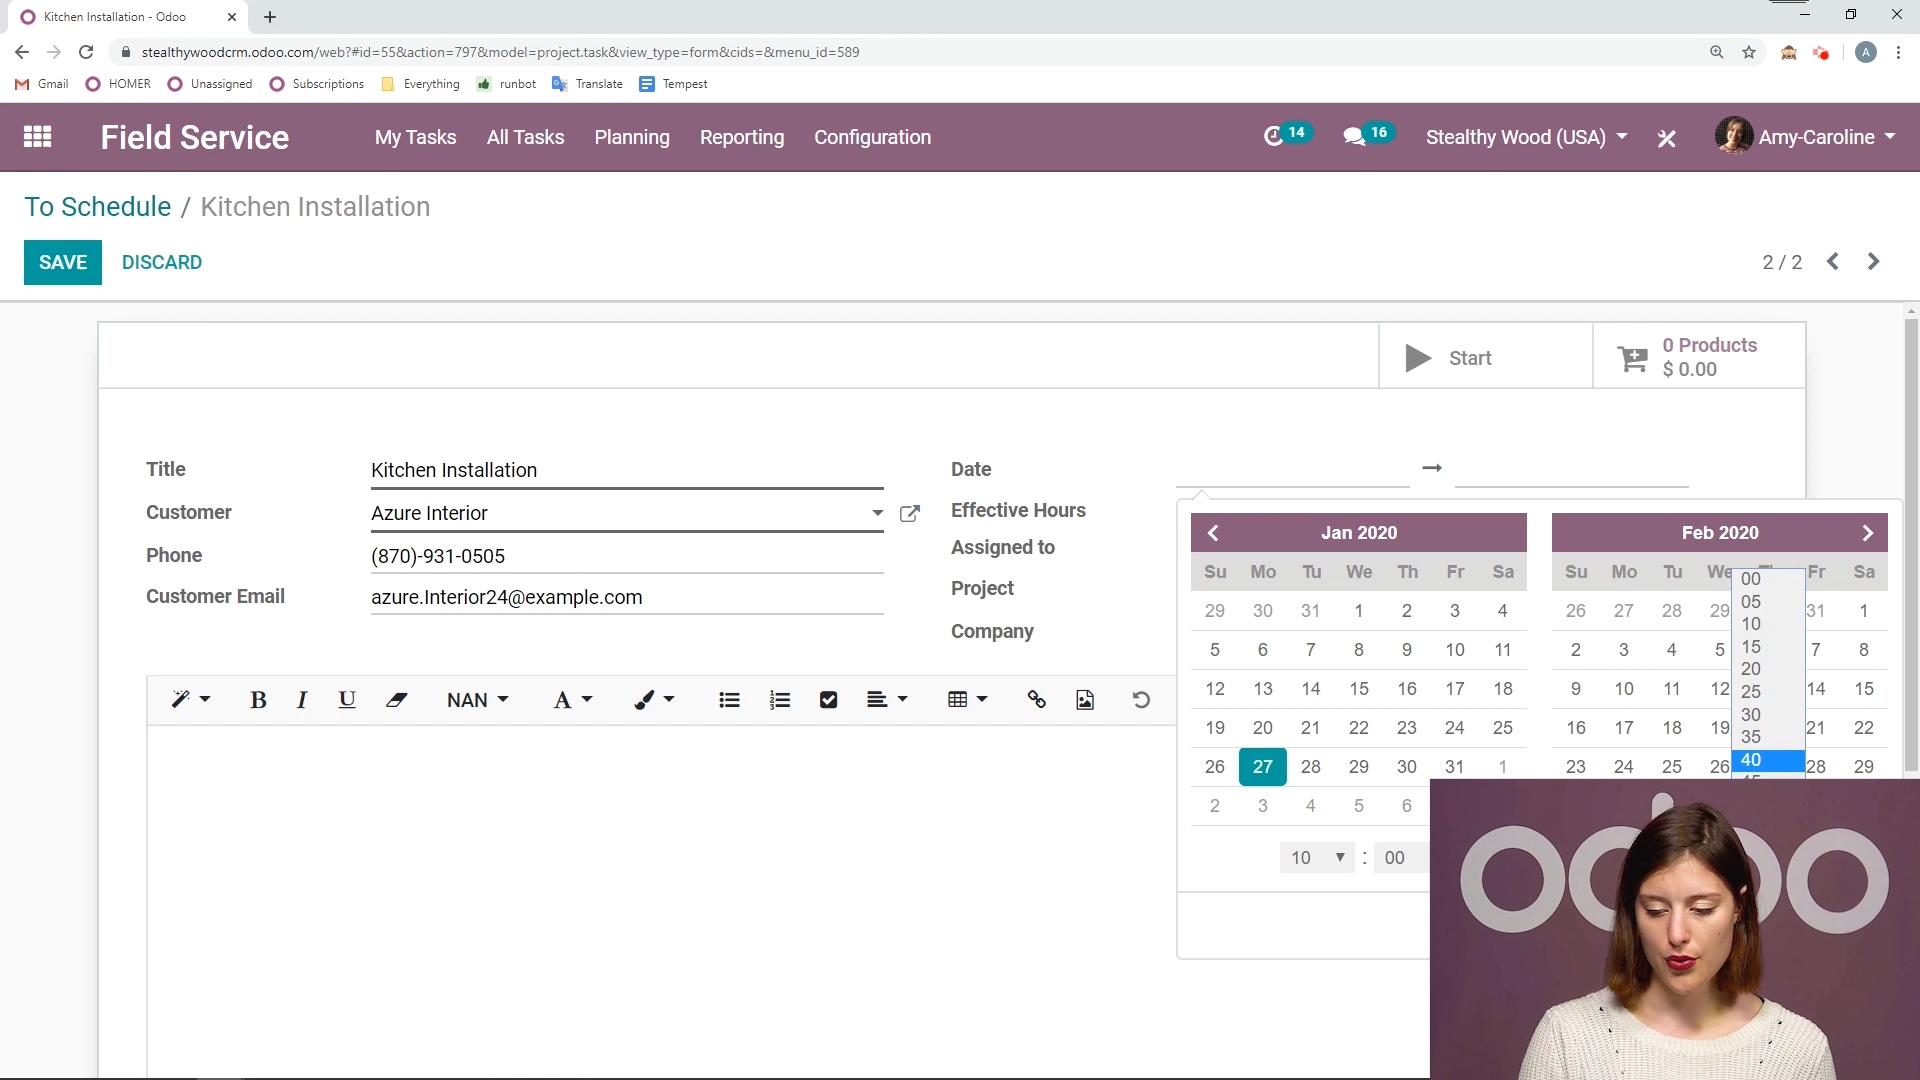 Kitchen Installation - Odoo
stealthywoodcrm.odoo.com/web?#id=55&action=797&model=project.task&view_type=form&cids=&menu_id=589
A
Gmail HOMER Unassigned Subscriptions Everything runbot Translate Tempest
Field Service My Tasks All Tasks Planning Reporting Configuration 14 16 Stealthy Wood (USA) Amy-Caroline
To Schedule / Kitchen Installation
SAVE DISCARD 2 / 2
Start 0 Products
$ 0.00
Title Kitchen Installation
Customer Azure Interior
Phone (870)-931-0505
Customer Email azure.Interior24@example.com
Date
Effective Hours
Assigned to
Project
Company
B I U NAN A
Jan 2020
Su Mo Tu We Th Fr Sa
29 30 31 1 2 3 4
5 6 7 8 9 10 11
12 13 14 15 16 17 18
19 20 21 22 23 24 25
26 27 28 29 30 31 1
2 3 4 5 6
10 : 00
Feb 2020
Su Mo Tu We Fr Sa
26 27 28 29 31 1
2 3 4 5 7 8
9 10 11 12 14 15
16 17 18 19 21 22
23 24 25 26 28 29
00
05
10
15
20
25
30
35
40
odoo